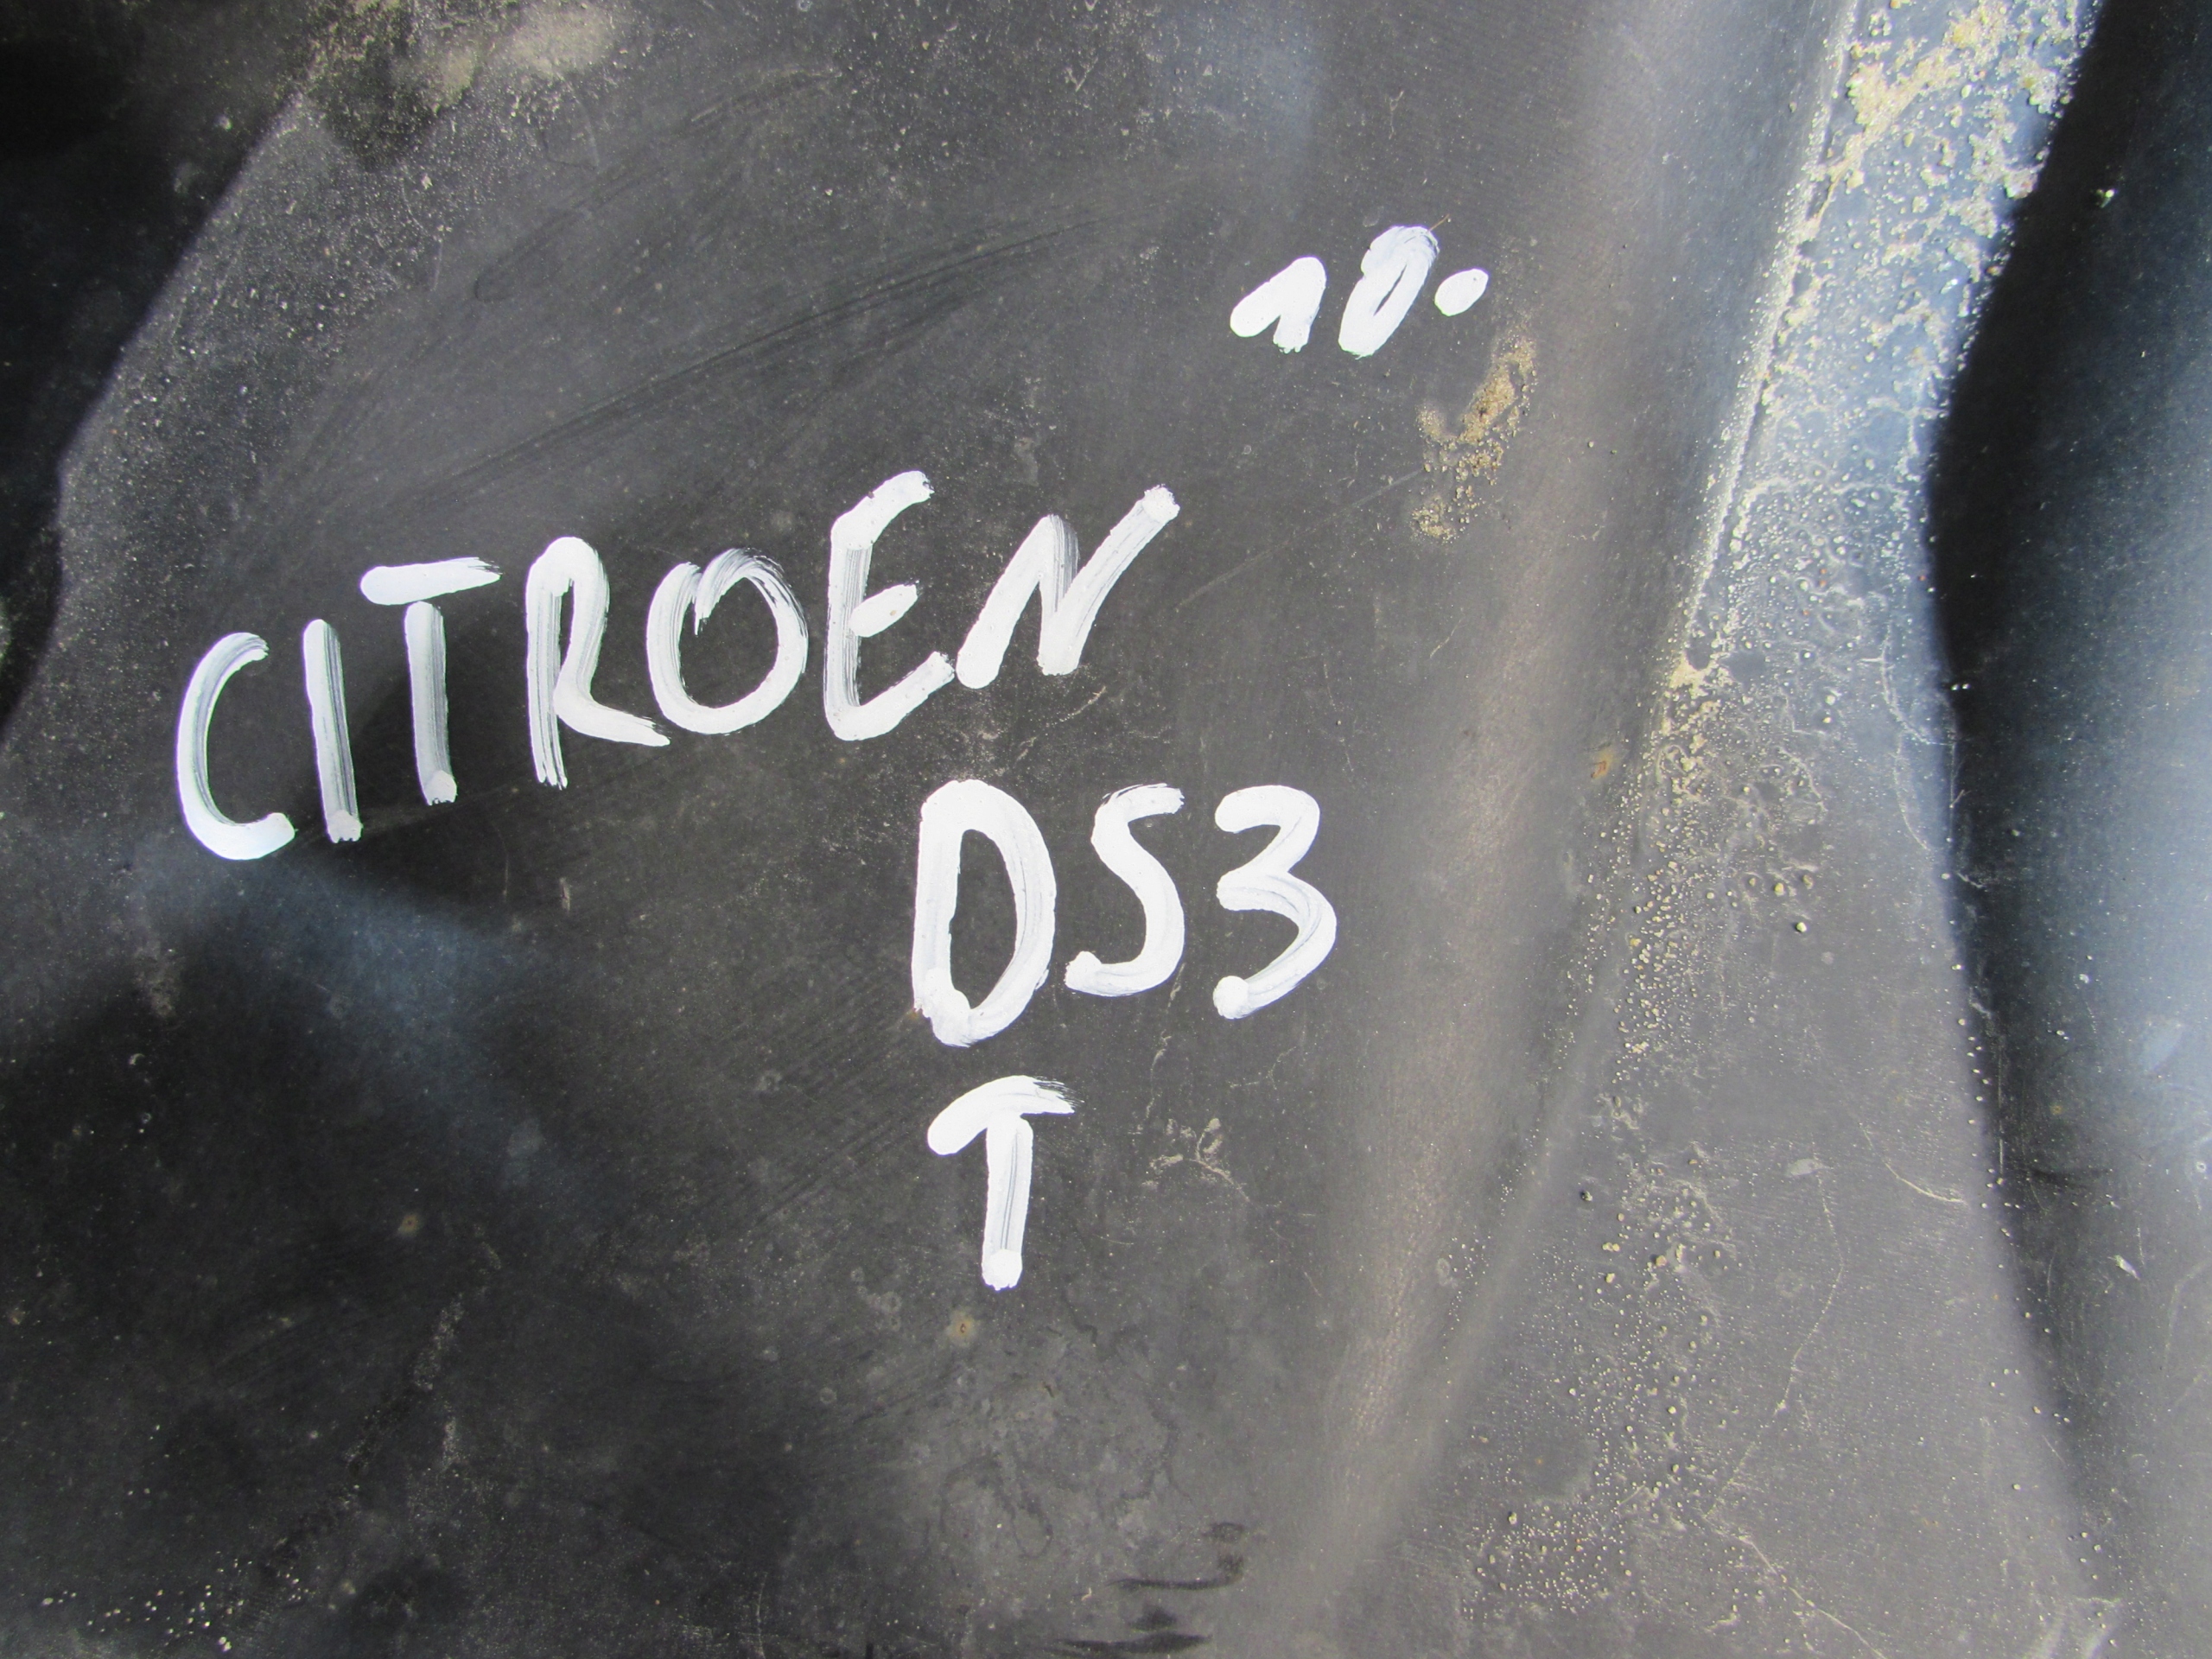 10.
CITROEN
DS3
T